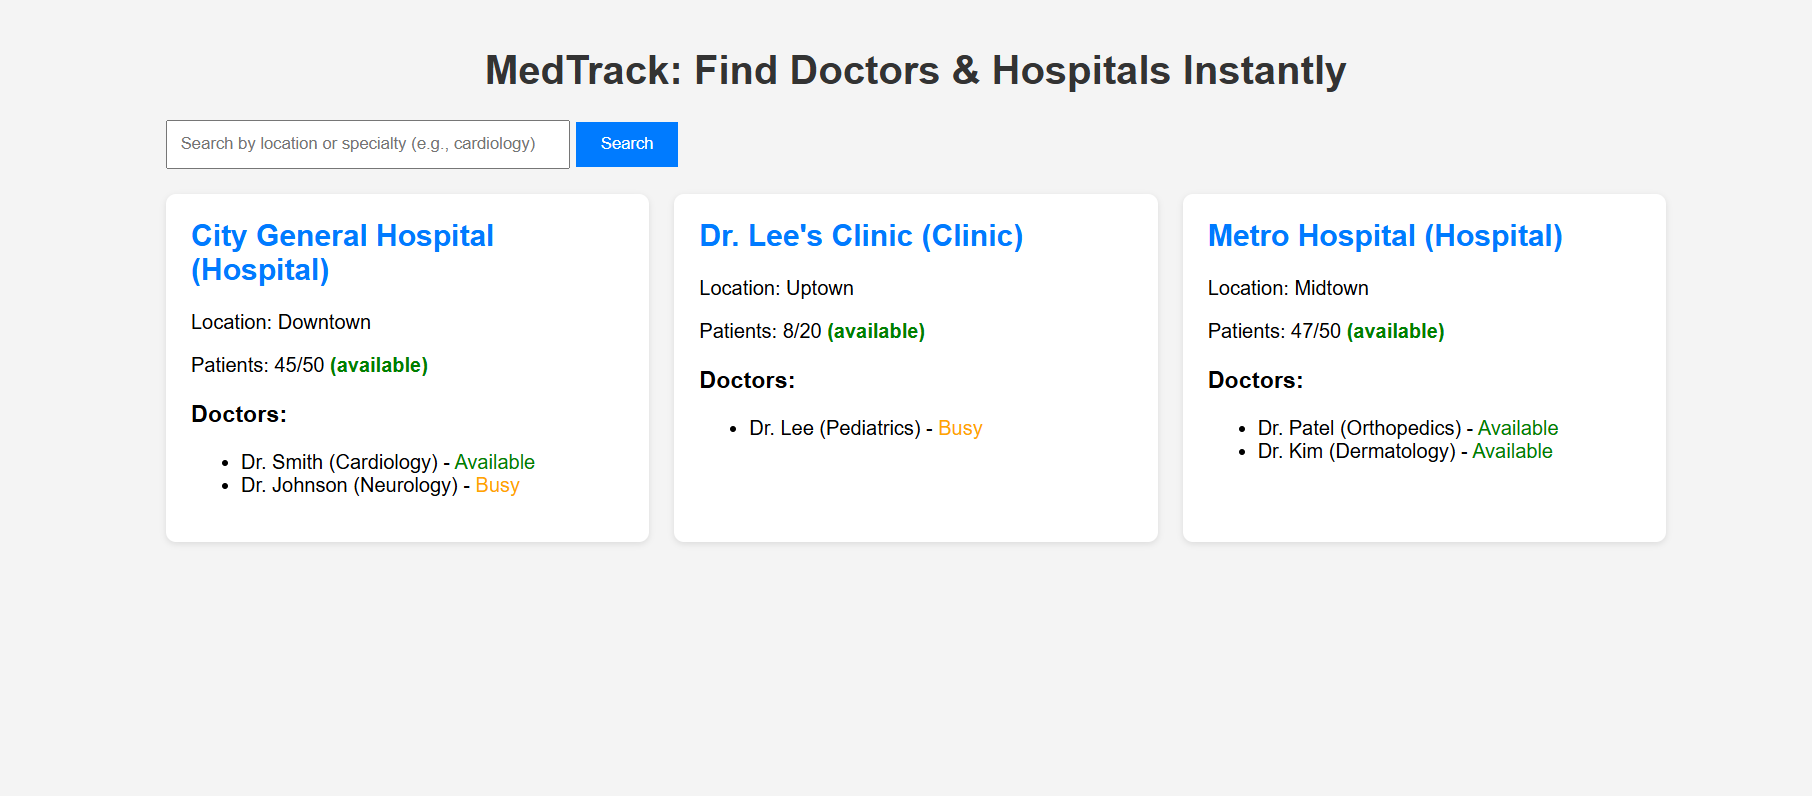 MedTrack: Find Doctors & Hospitals Instantly
Search by location or specialty (e.g., cardiology)
Search
City General Hospital
(Hospital)
Location: Downtown
Patients: 45/50 (available)
Doctors:
• Dr. Smith (Cardiology) - Available
• Dr. Johnson (Neurology) - Busy
Dr. Lee's Clinic (Clinic)
Location: Uptown
Patients: 8/20 (available)
Doctors:
• Dr. Lee (Pediatrics) - Busy
Metro Hospital (Hospital)
Location: Midtown
Patients: 47/50 (available)
Doctors:
• Dr. Patel (Orthopedics) - Available
• Dr. Kim (Dermatology) - Available